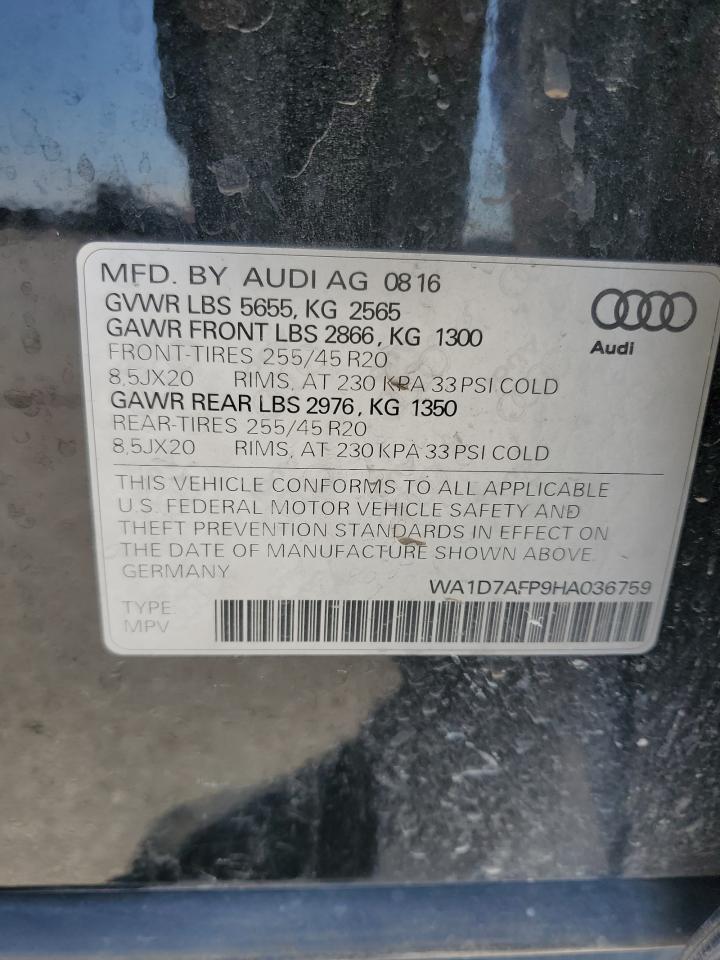 MFD. BY AUDI AG 08 16
GVWR LBS 5655, KG 2565
GAWR FRONT LBS 2866, KG 1300
FRONT-TIRES 255/45 R20
8,5JX20 RIMS, AT 230 KPA 33 PSI COLD
GAWR REAR LBS 2976, KG 1350
REAR-TIRES 255/45 R20
8,5JX20 RIMS, AT 230 KPA 33 PSI COLD
Audi
THIS VEHICLE CONFORMS TO ALL APPLICABLE
U.S. FEDERAL MOTOR VEHICLE SAFETY AND
THEFT PREVENTION STANDARDS IN EFFECT ON
THE DATE OF MANUFACTURE SHOWN ABOVE.
GERMANY
WA1D7AFP9HA036759
TYPE:
MPV